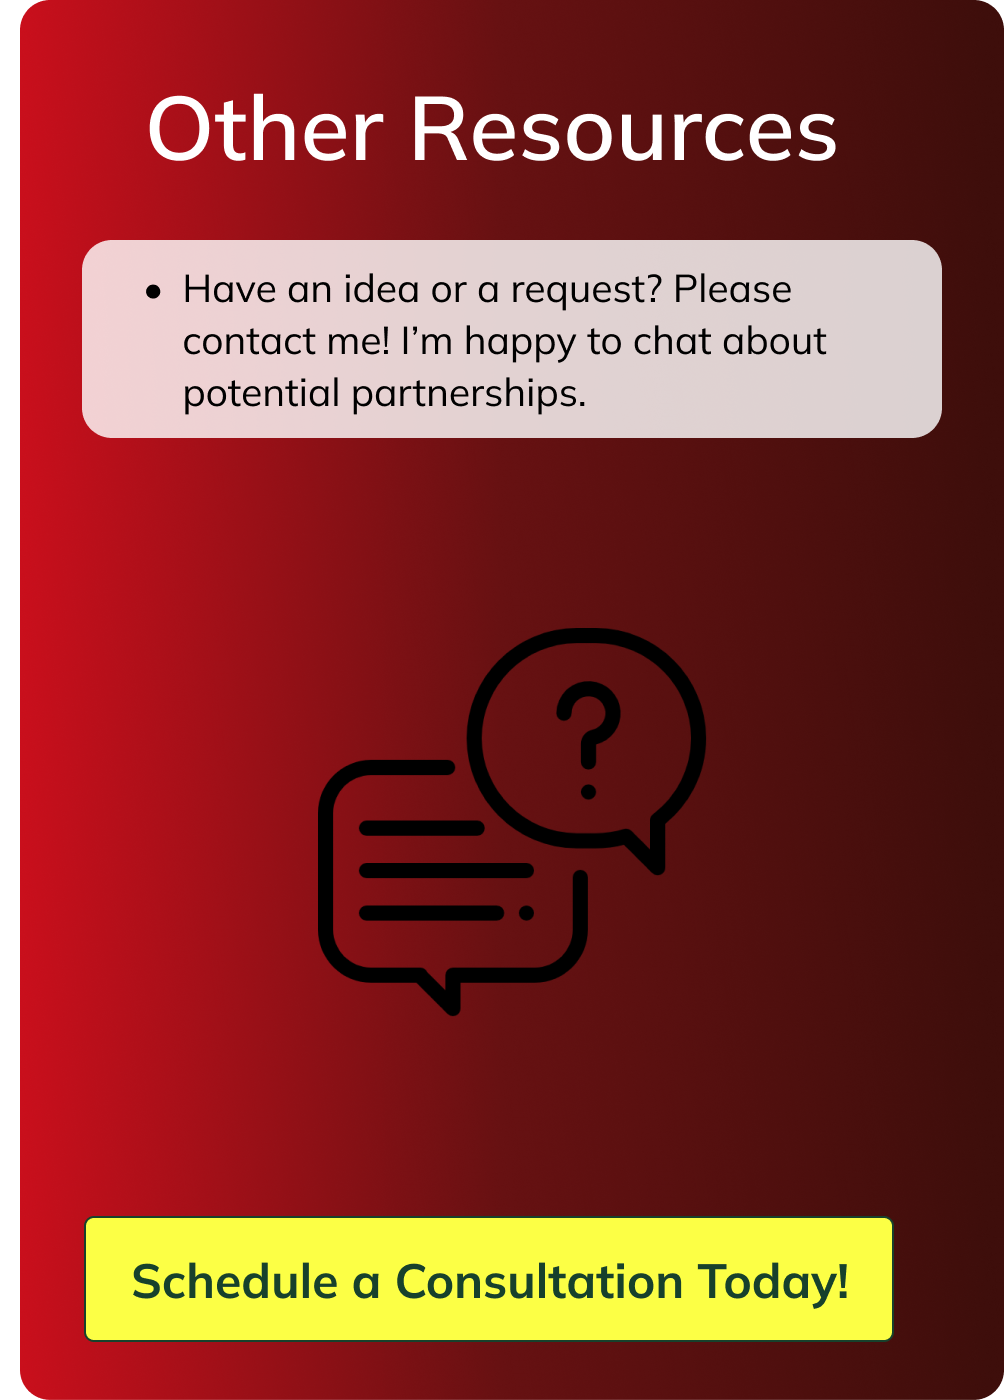 Other Resources
• Have an idea or a request? Please
contact me! I’m happy to chat about
potential partnerships.
?
Schedule a Consultation Today!